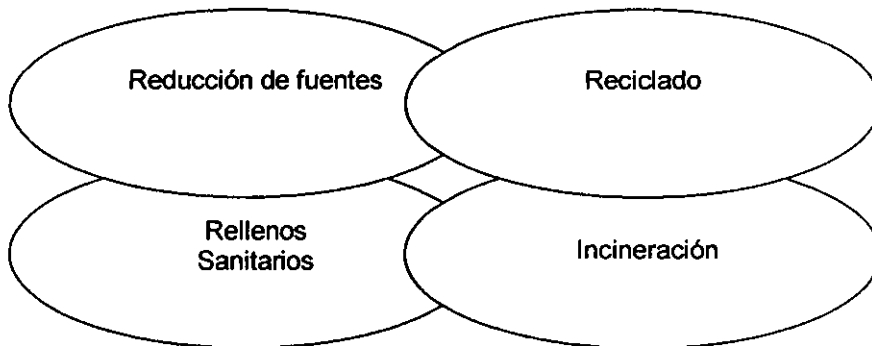 Reducción de fuentes
Reciclado
Rellenos
Sanitarios
Incineración